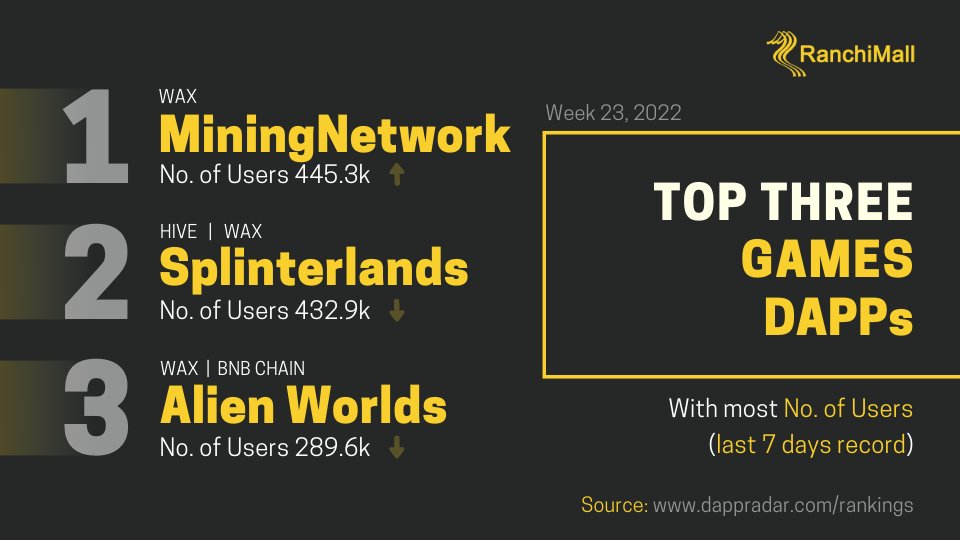 RanchiMall
Week 23, 2022
TOP THREE
GAMES
DAPPs
With most No. of Users
(last 7 days record)
Source: www.dappradar.com/rankings
1
WAX
MiningNetwork
No. of Users 445.3k
2
HIVE | WAX
Splinterlands
No. of Users 432.9k
3
WAX | BNB CHAIN
Alien Worlds
No. of Users 289.6k